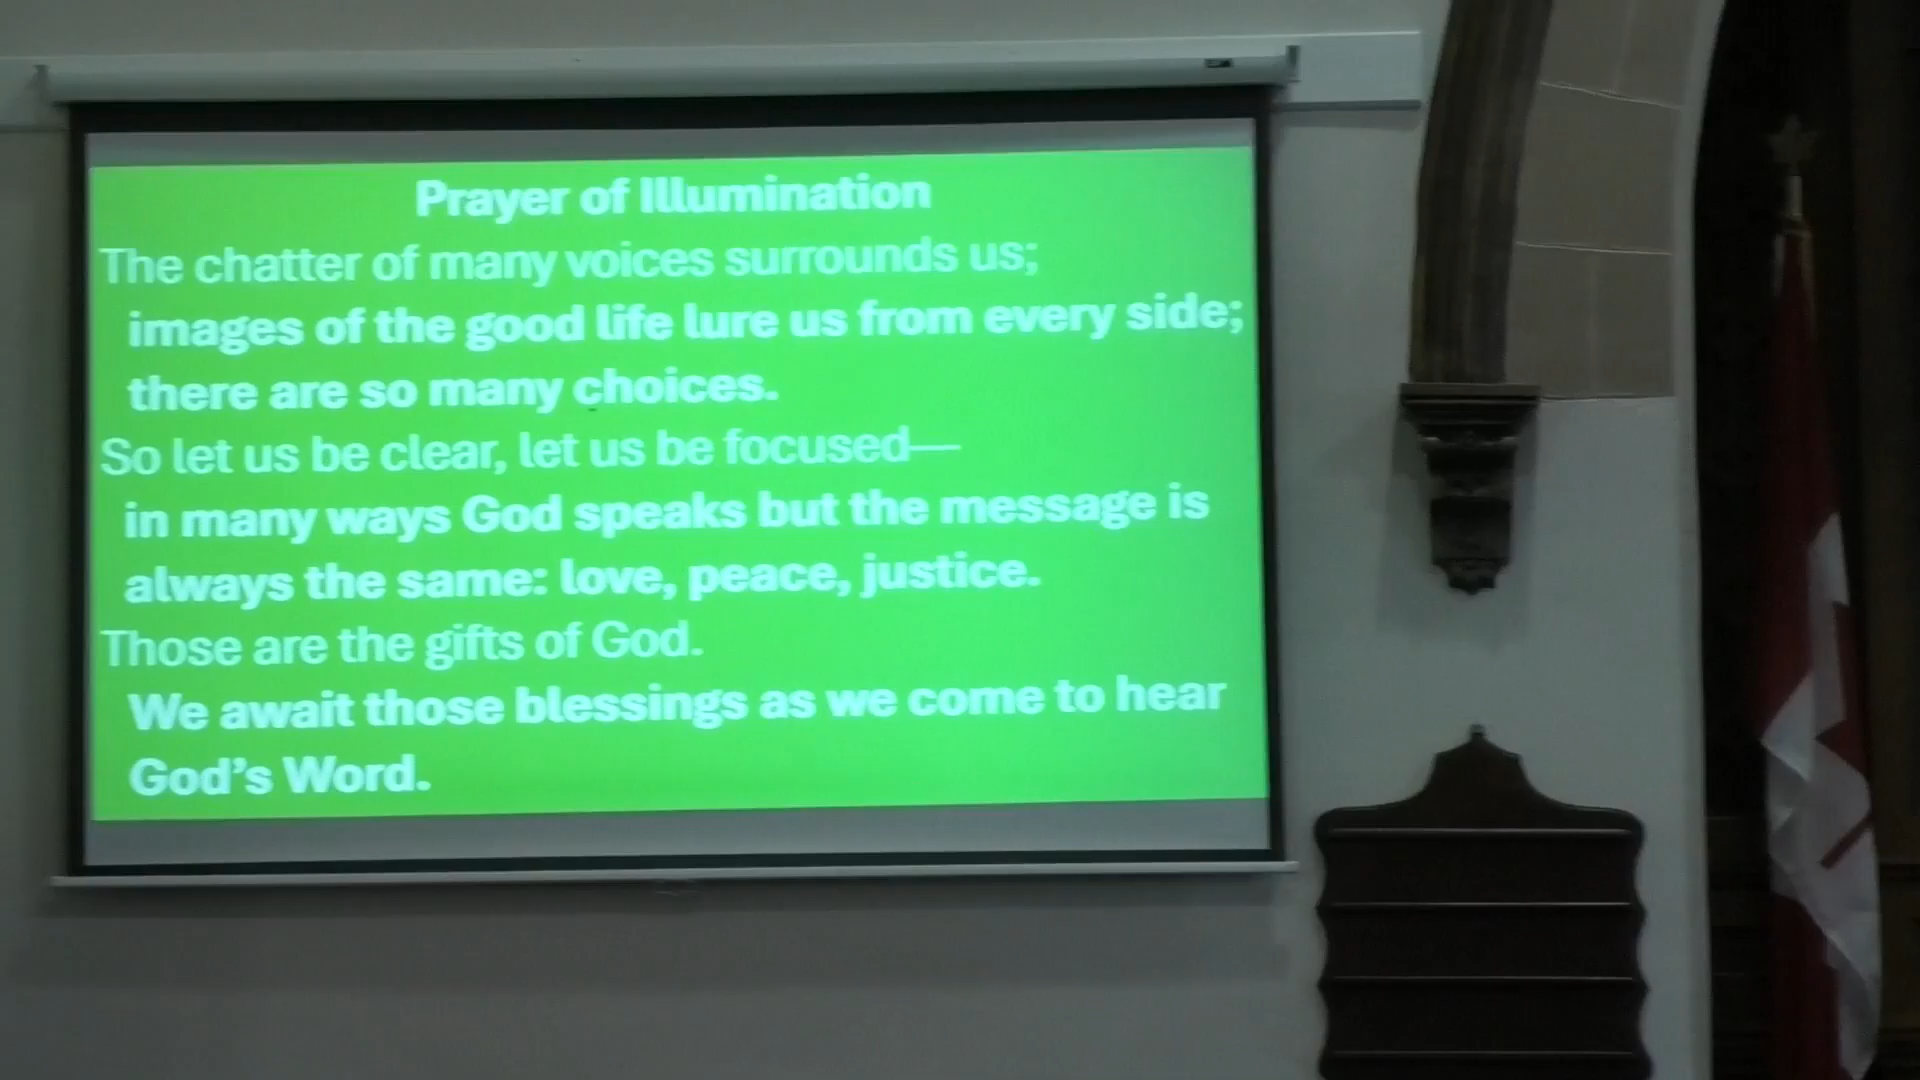 Prayer of Illumination
The chatter of many voices surrounds us;
images of the good life lure us from every side;
there are so many choices.
So let us be clear, let us be focused—
in many ways God speaks but the message is
always the same: love, peace, justice.
Those are the gifts of God.
We await those blessings as we come to hear
God’s Word.